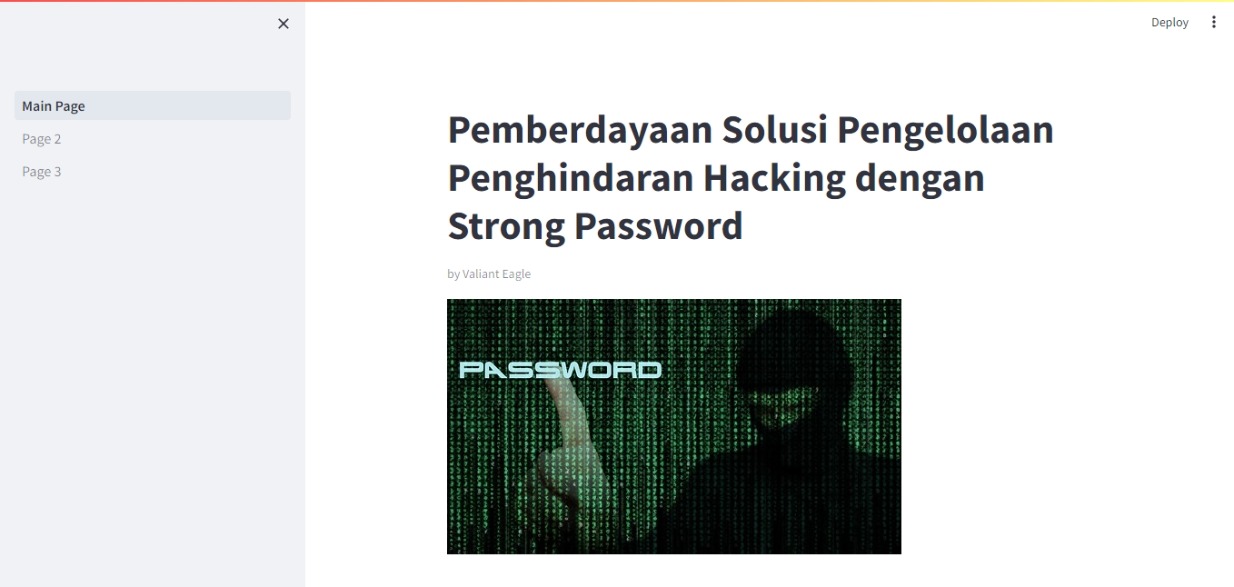 Deploy
Main Page
Page 2
Page 3
Pemberdayaan Solusi Pengelolaan
Penghindaran Hacking dengan
Strong Password
by Valiant Eagle
PASSWORD